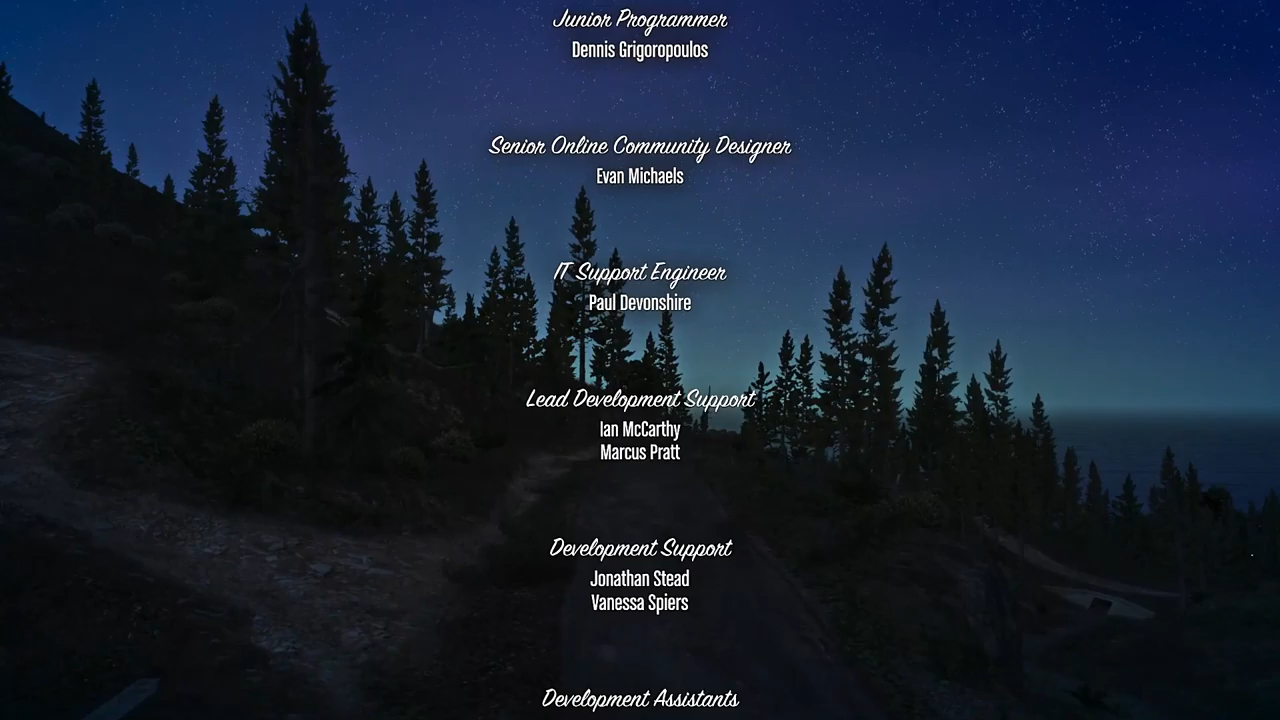 Junior Programmer
Dennis Grigoropoulos
Senior Online Community Designer
Evan Michaels
IT Support Engineer
Paul Devonshire
Lead Development Support
Ian McCarthy
Marcus Pratt
Development Support
Jonathan Stead
Vanessa Spiers
Development Assistants